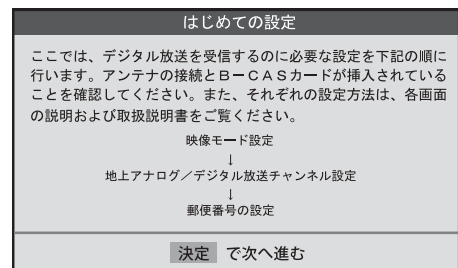 はじめての設定
ここでは、デジタル放送を受信するのに必要な設定を下記の順に
行います。アンテナの接続とB－CASカードが挿入されている
ことを確認してください。また、それぞれの設定方法は、各画面
の説明および取扱説明書をご覧ください。
映像モード設定
↓
地上アナログ／デジタル放送チャンネル設定
↓
郵便番号の設定
決定 で次へ進む